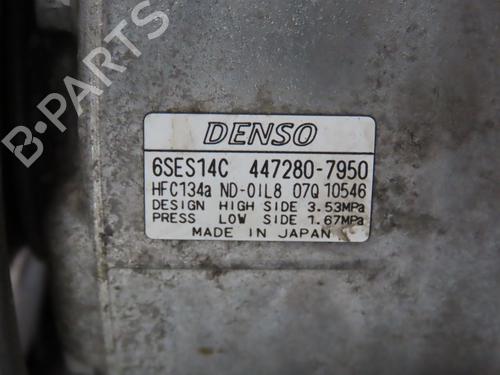 DENSO
6SES14C 447280-7950
HFC134a ND-OIL8 07Q 10546
DESIGN HIGH SIDE 3.53MPa
PRESS LOW SIDE 1.67MPa
MADE IN JAPAN
B-PARTS